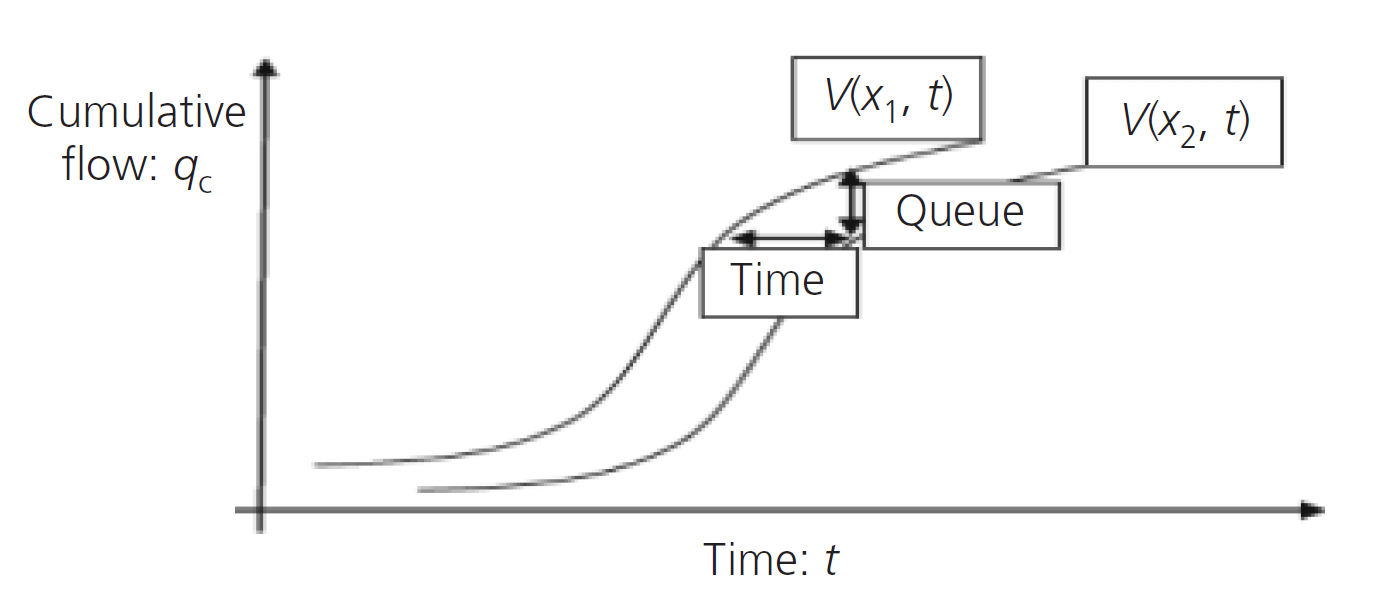 Cumulative
flow: qc
V(x1, t)
V(x2, t)
Queue
Time
Time: t